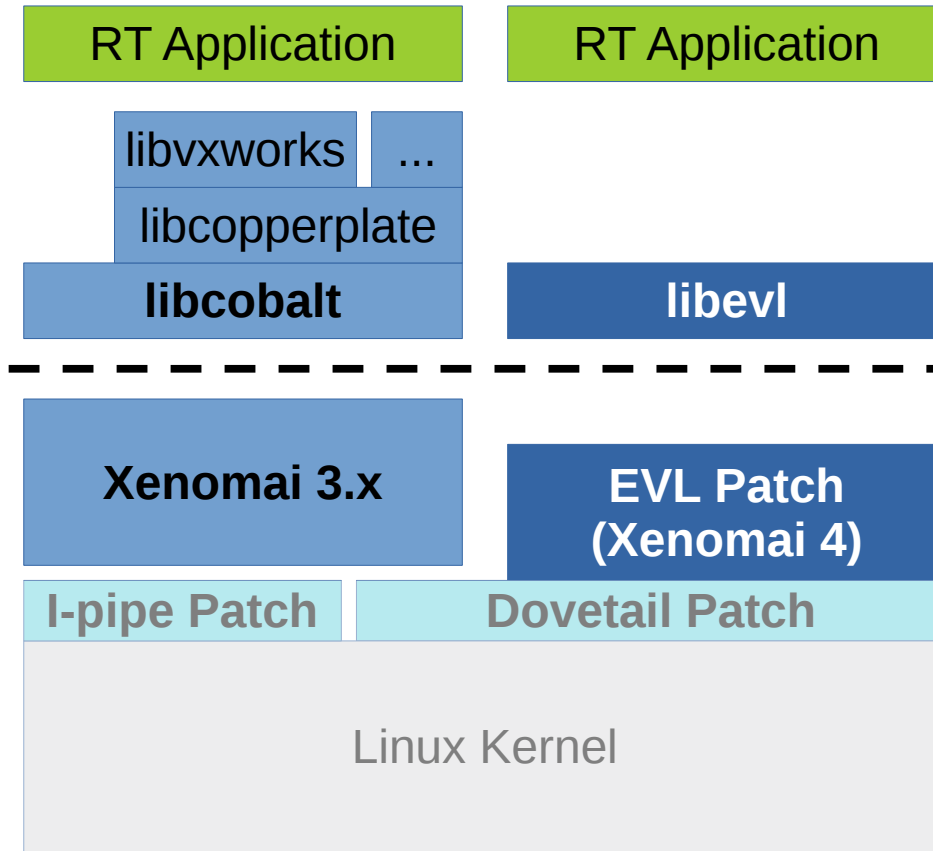 RT Application
RT Application
libvxworks
...
libcopperplate
libcobalt
libevl
Xenomai 3.x
EVL Patch
(Xenomai 4)
I-pipe Patch
Dovetail Patch
Linux Kernel